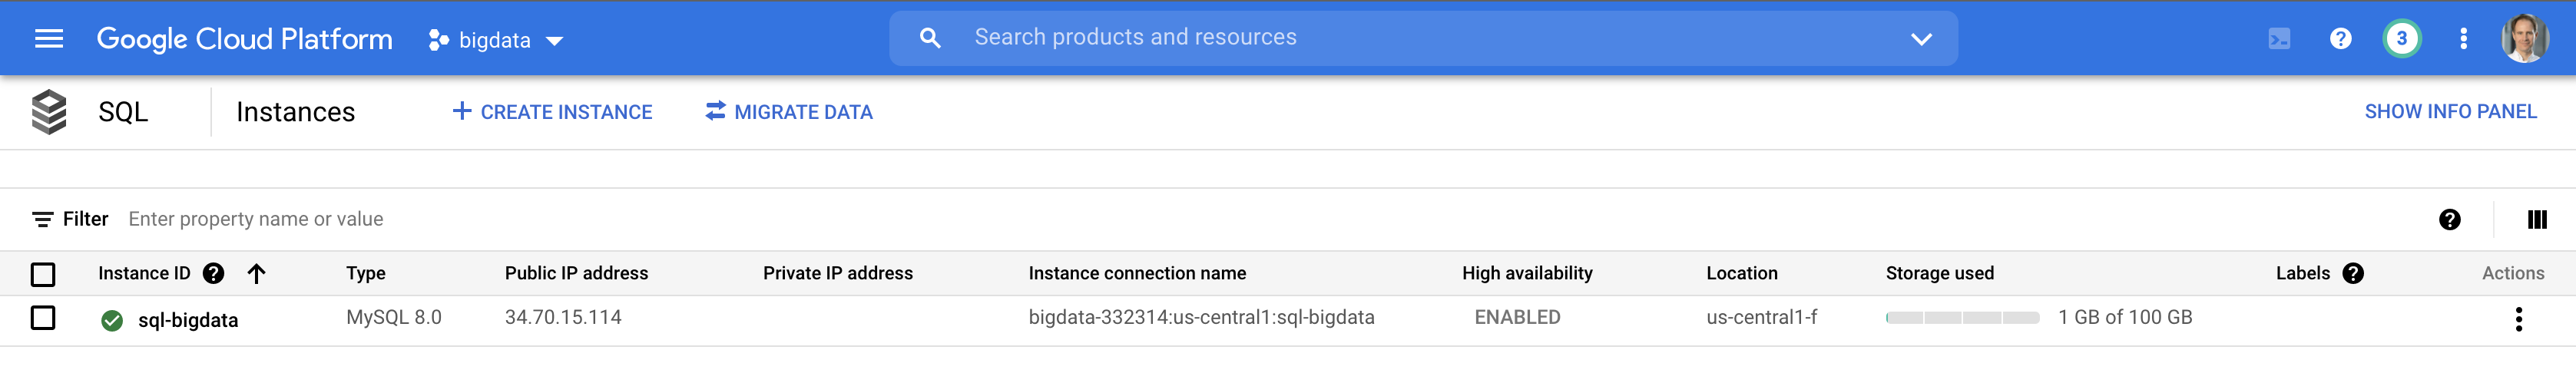 Google Cloud Platform bigdata Search products and resources 3
SQL Instances CREATE INSTANCE MIGRATE DATA SHOW INFO PANEL
Filter Enter property name or value
Instance ID Type Public IP address Private IP address Instance connection name High availability Location Storage used Labels Actions
sql-bigdata MySQL 8.0 34.70.15.114 bigdata-332314:us-central1:sql-bigdata ENABLED us-central1-f 1 GB of 100 GB